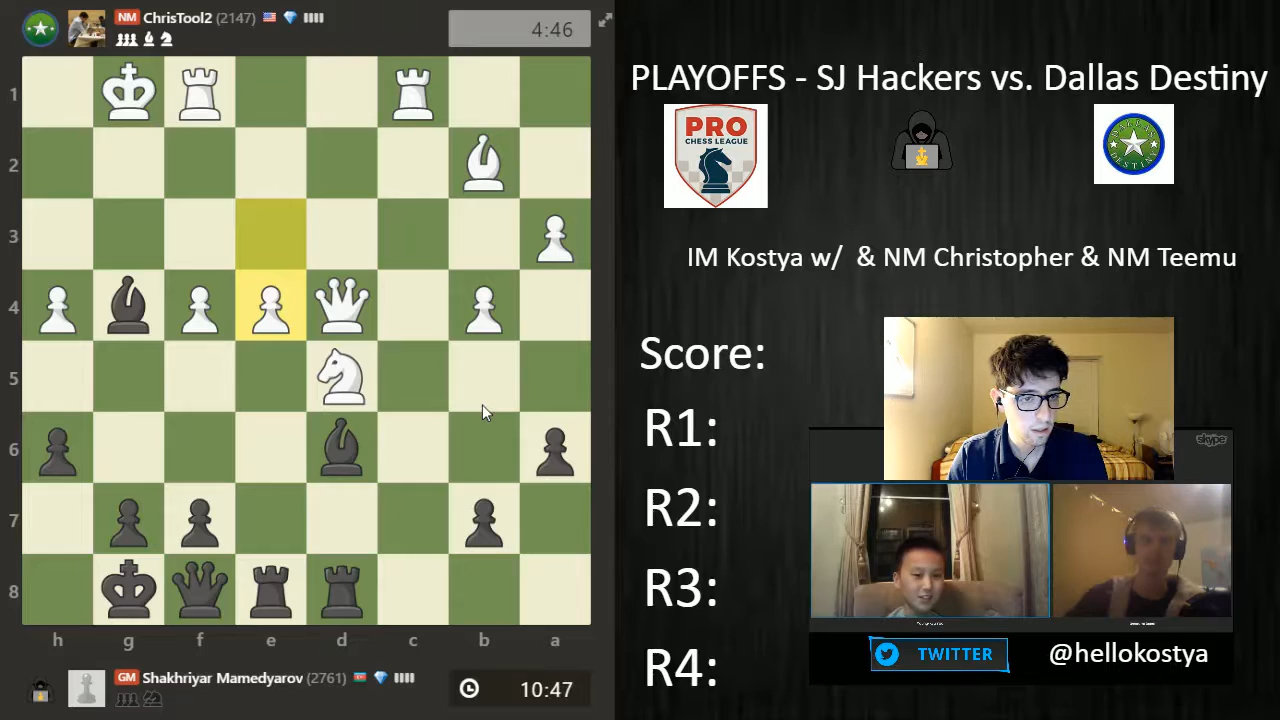 NM ChrisTool2 (2147)
4:46
1
2
3
4
5
6
7
8
h g f e d c b a
GM Shakhriyar Mamedyarov (2761)
10:47
PLAYOFFS - SJ Hackers vs. Dallas Destiny
PRO
CHESS LEAGUE
IM Kostya w/ & NM Christopher & NM Teemu
Score:
R1:
R2:
R3:
R4:
skype
TWITTER
@hellokostya